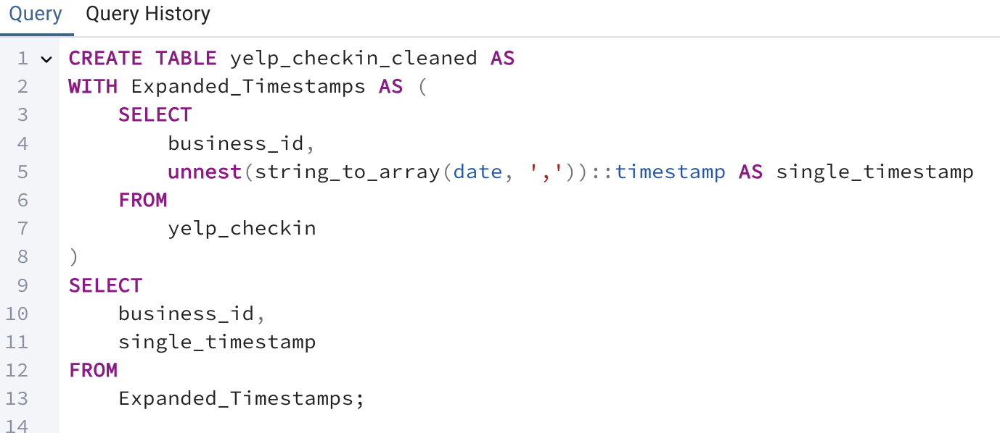 Query Query History
1 CREATE TABLE yelp_checkin_cleaned AS
2 WITH Expanded_Timestamps AS (
3     SELECT
4         business_id,
5         unnest(string_to_array(date, ','))::timestamp AS single_timestamp
6     FROM
7         yelp_checkin
8 )
9 SELECT
10     business_id,
11     single_timestamp
12 FROM
13     Expanded_Timestamps;
14